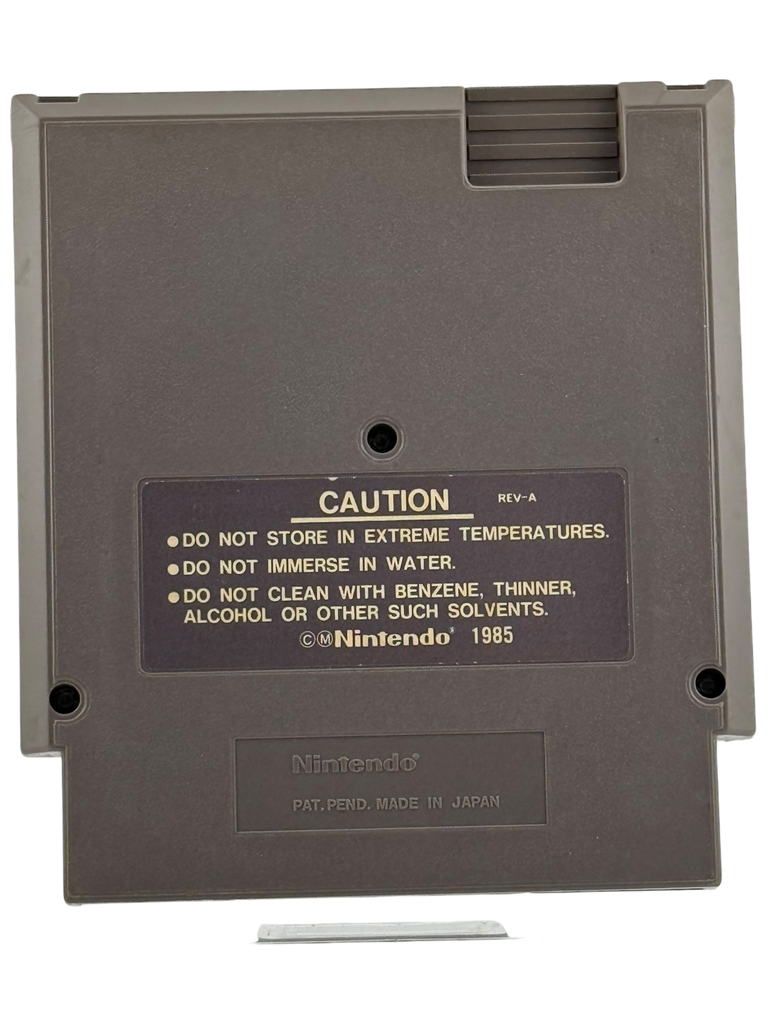 CAUTION REV-A
●DO NOT STORE IN EXTREME TEMPERATURES.
●DO NOT IMMERSE IN WATER.
●DO NOT CLEAN WITH BENZENE, THINNER,
ALCOHOL OR OTHER SUCH SOLVENTS.
ⒸⓂNintendo® 1985
Nintendo®
PAT. PEND. MADE IN JAPAN